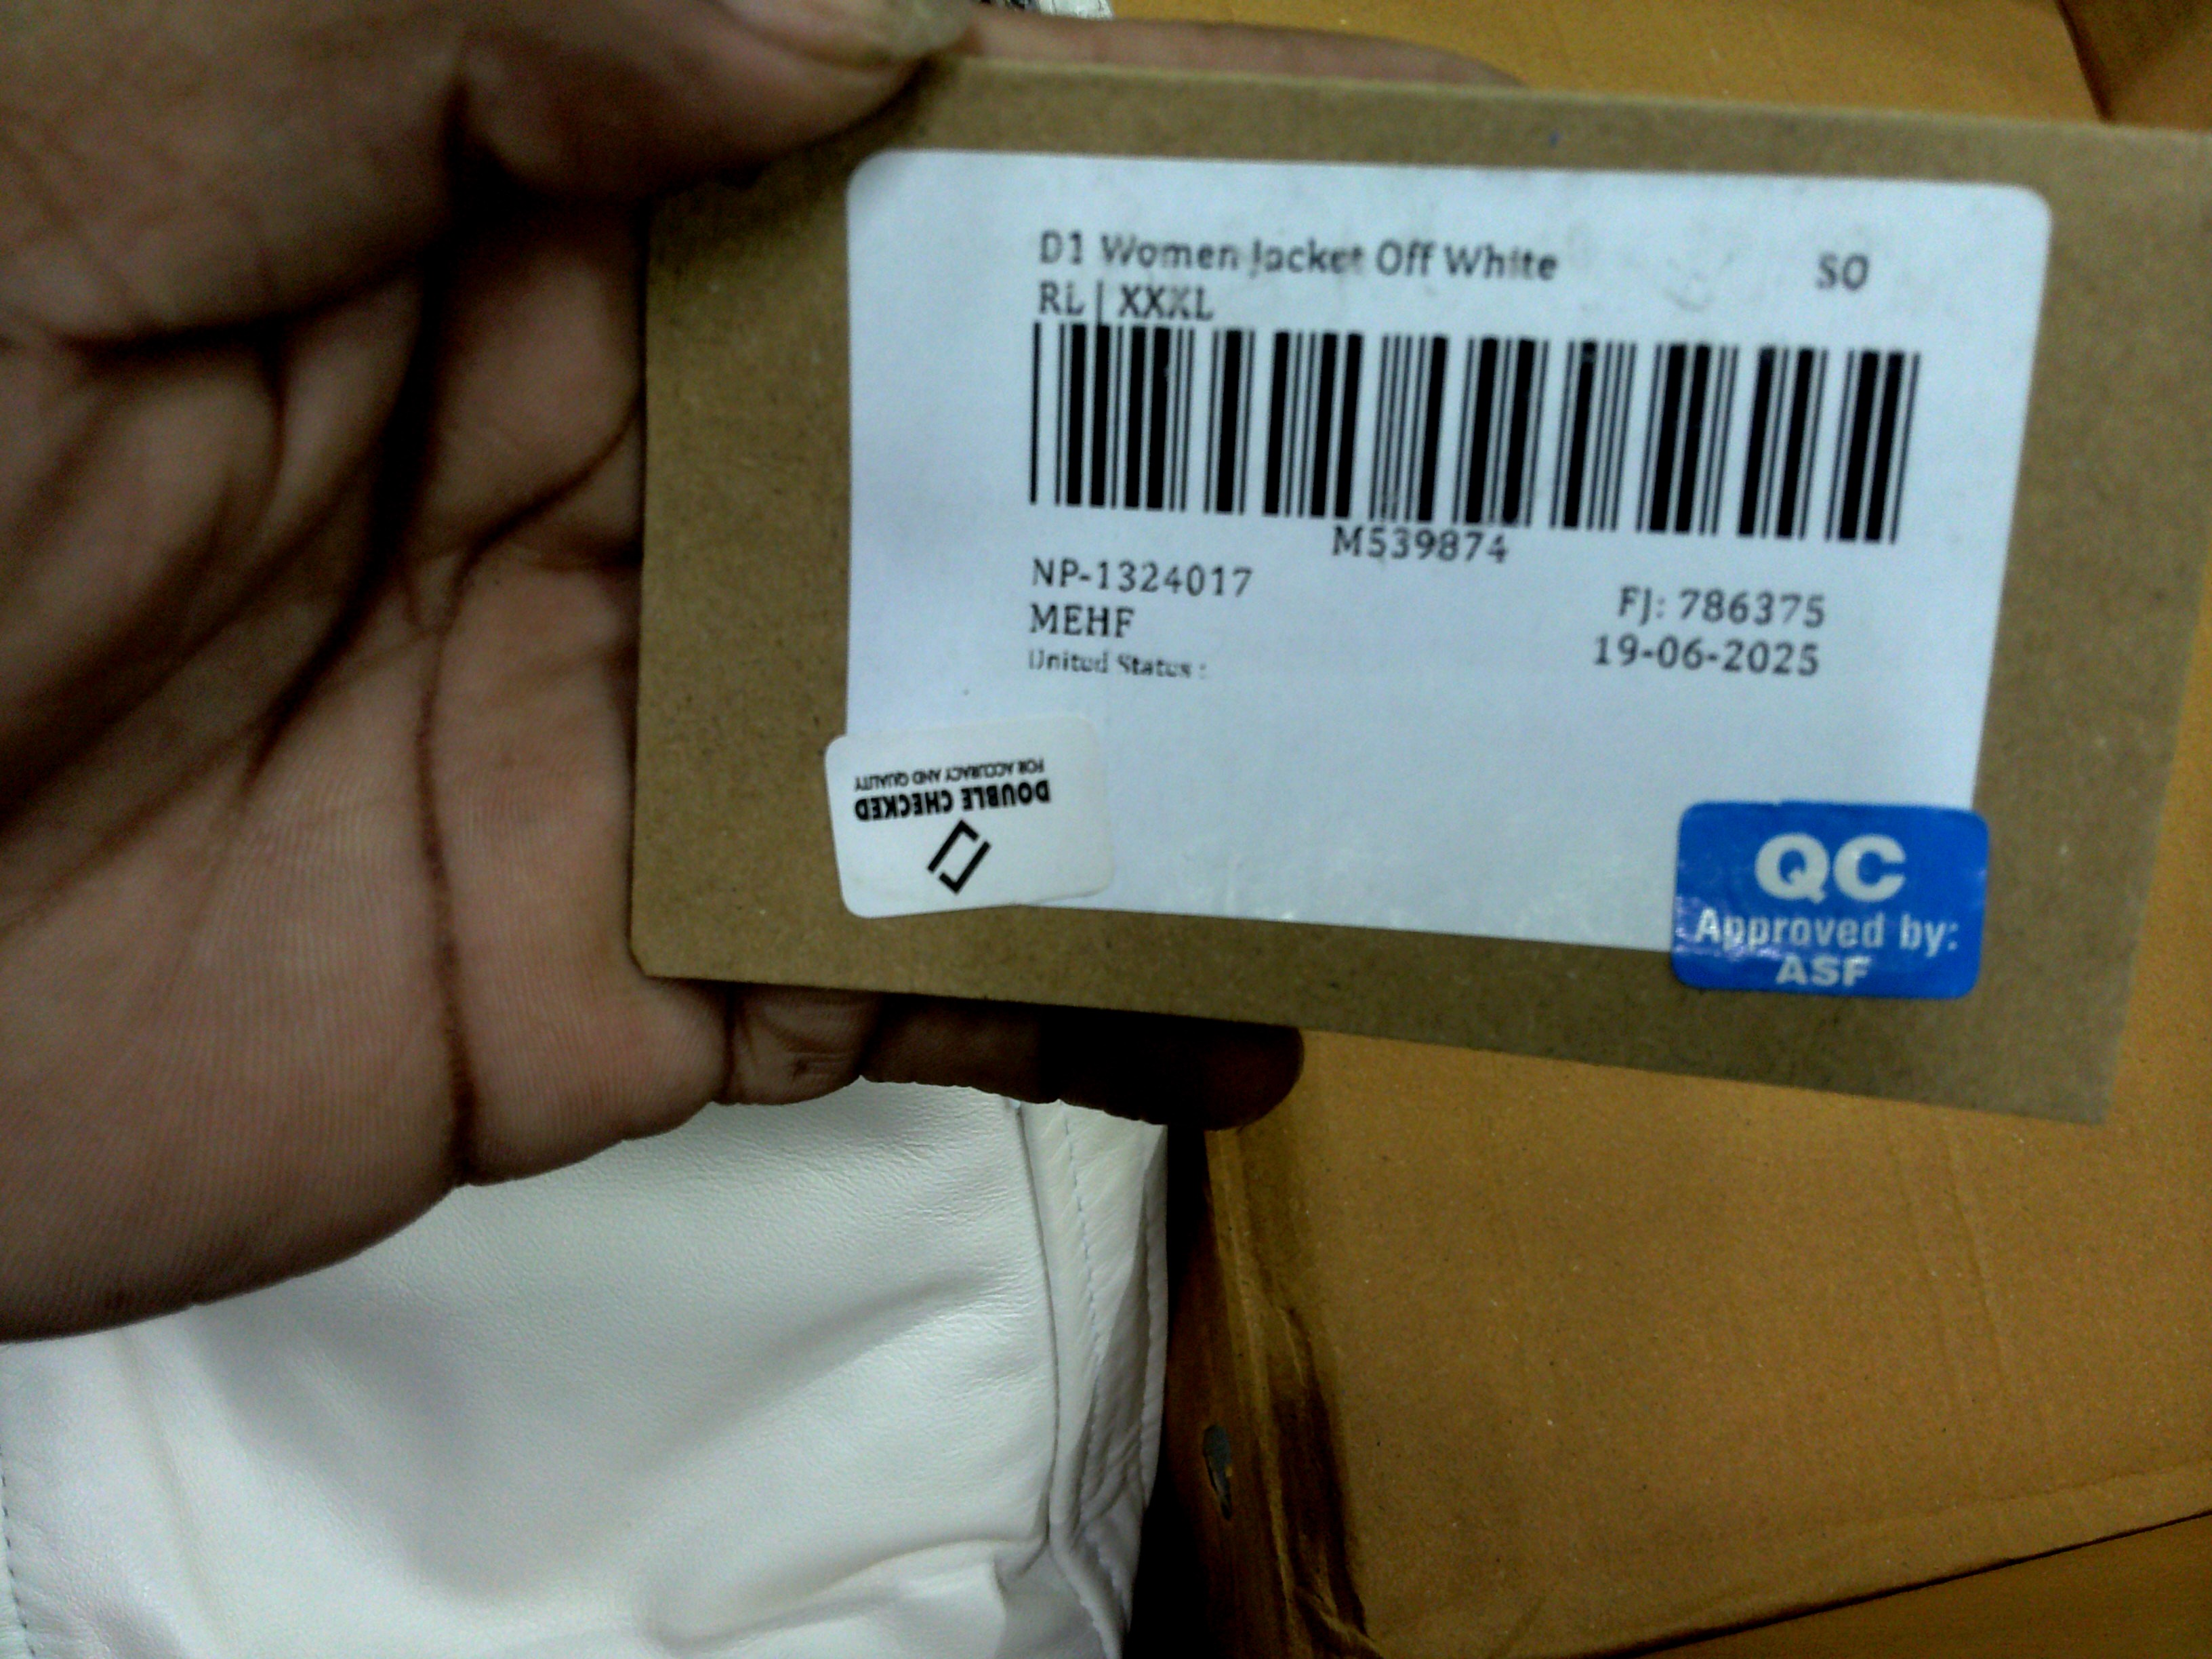 D1 Women Jacket Off White SO
RL | XXXL
M539874
NP-1324017
FJ: 786375
MEHF
19-06-2025
United States :
DOUBLE CHECKED
FOR ACCURACY AND QUALITY
QC
Approved by:
ASF